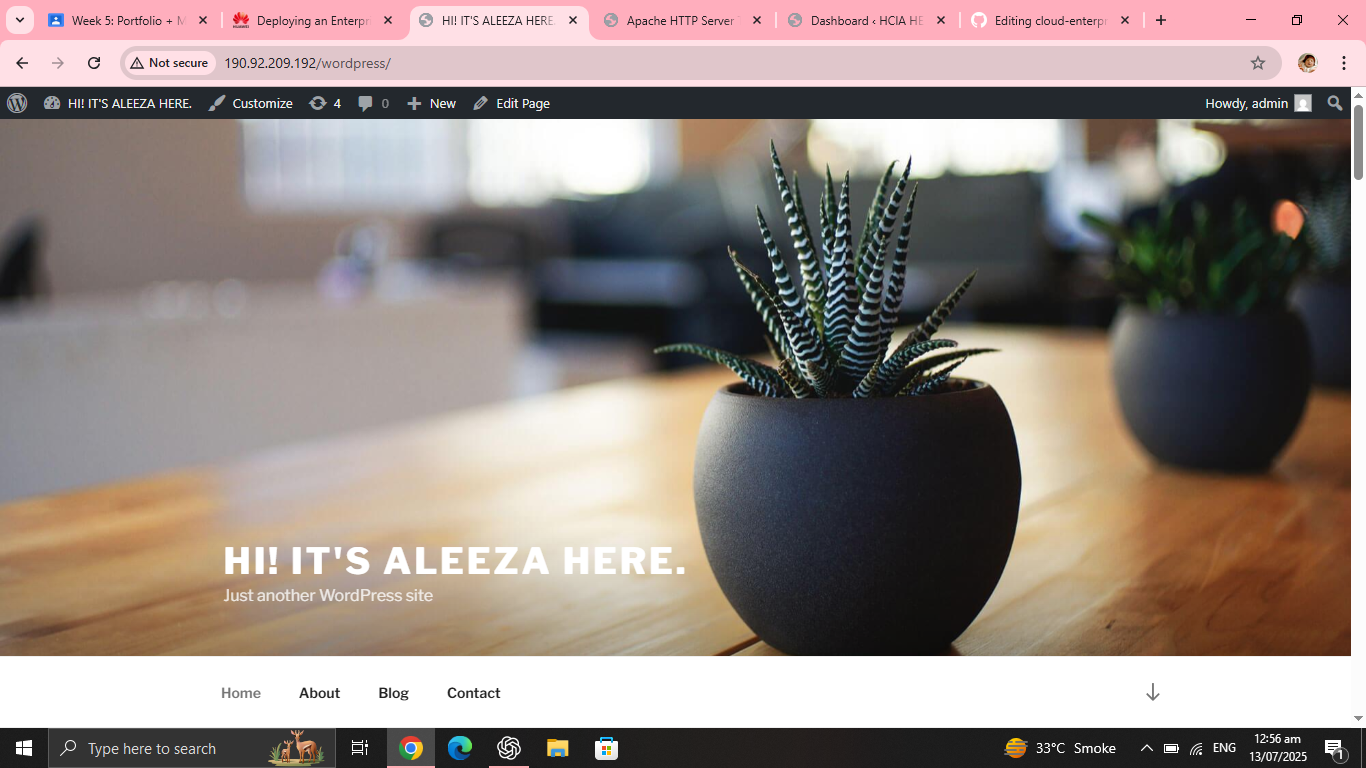 Week 5: Portfolio + M
Deploying an Enterpri
HI! IT'S ALEEZA HERE.
Apache HTTP Server
Dashboard ‹ HCIA HE
Editing cloud-enterpr
Not secure
190.92.209.192/wordpress/
HI! IT'S ALEEZA HERE.
Customize
4
0
New
Edit Page
Howdy, admin
HI! IT'S ALEEZA HERE.
Just another WordPress site
Home
About
Blog
Contact
Type here to search
33°C Smoke
ENG
12:56 am
13/07/2025
1